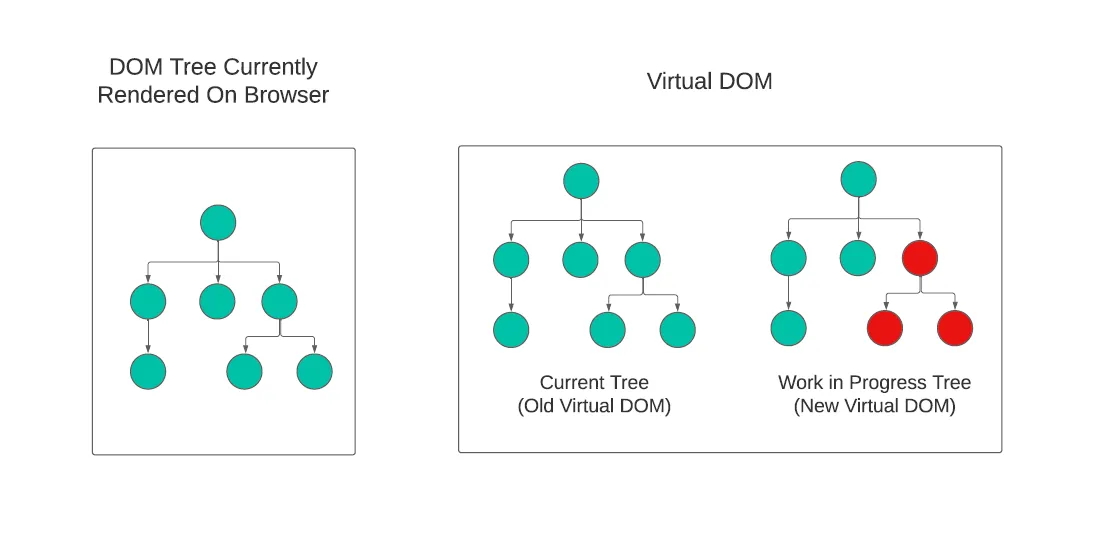 DOM Tree Currently
Rendered On Browser
Virtual DOM
Current Tree
(Old Virtual DOM)
Work in Progress Tree
(New Virtual DOM)